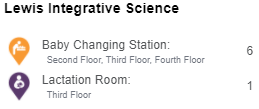 Lewis Integrative Science
Baby Changing Station: 6
Second Floor, Third Floor, Fourth Floor
Lactation Room: 1
Third Floor